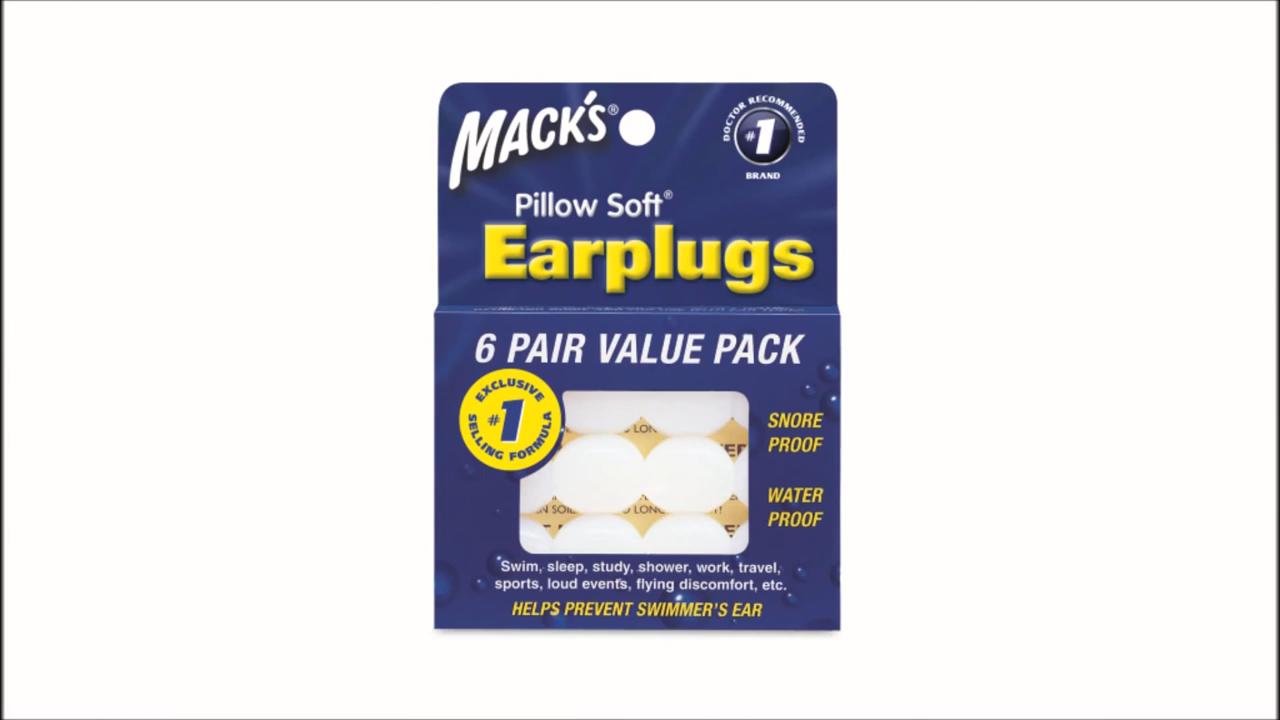 MACK'S®
DOCTOR RECOMMENDED
#1
BRAND
Pillow Soft®
Earplugs
6 PAIR VALUE PACK
EXCLUSIVE
#1
SELLING FORMULA
SNORE
PROOF
WATER
PROOF
Swim, sleep, study, shower, work, travel,
sports, loud events, flying discomfort, etc.
HELPS PREVENT SWIMMER'S EAR